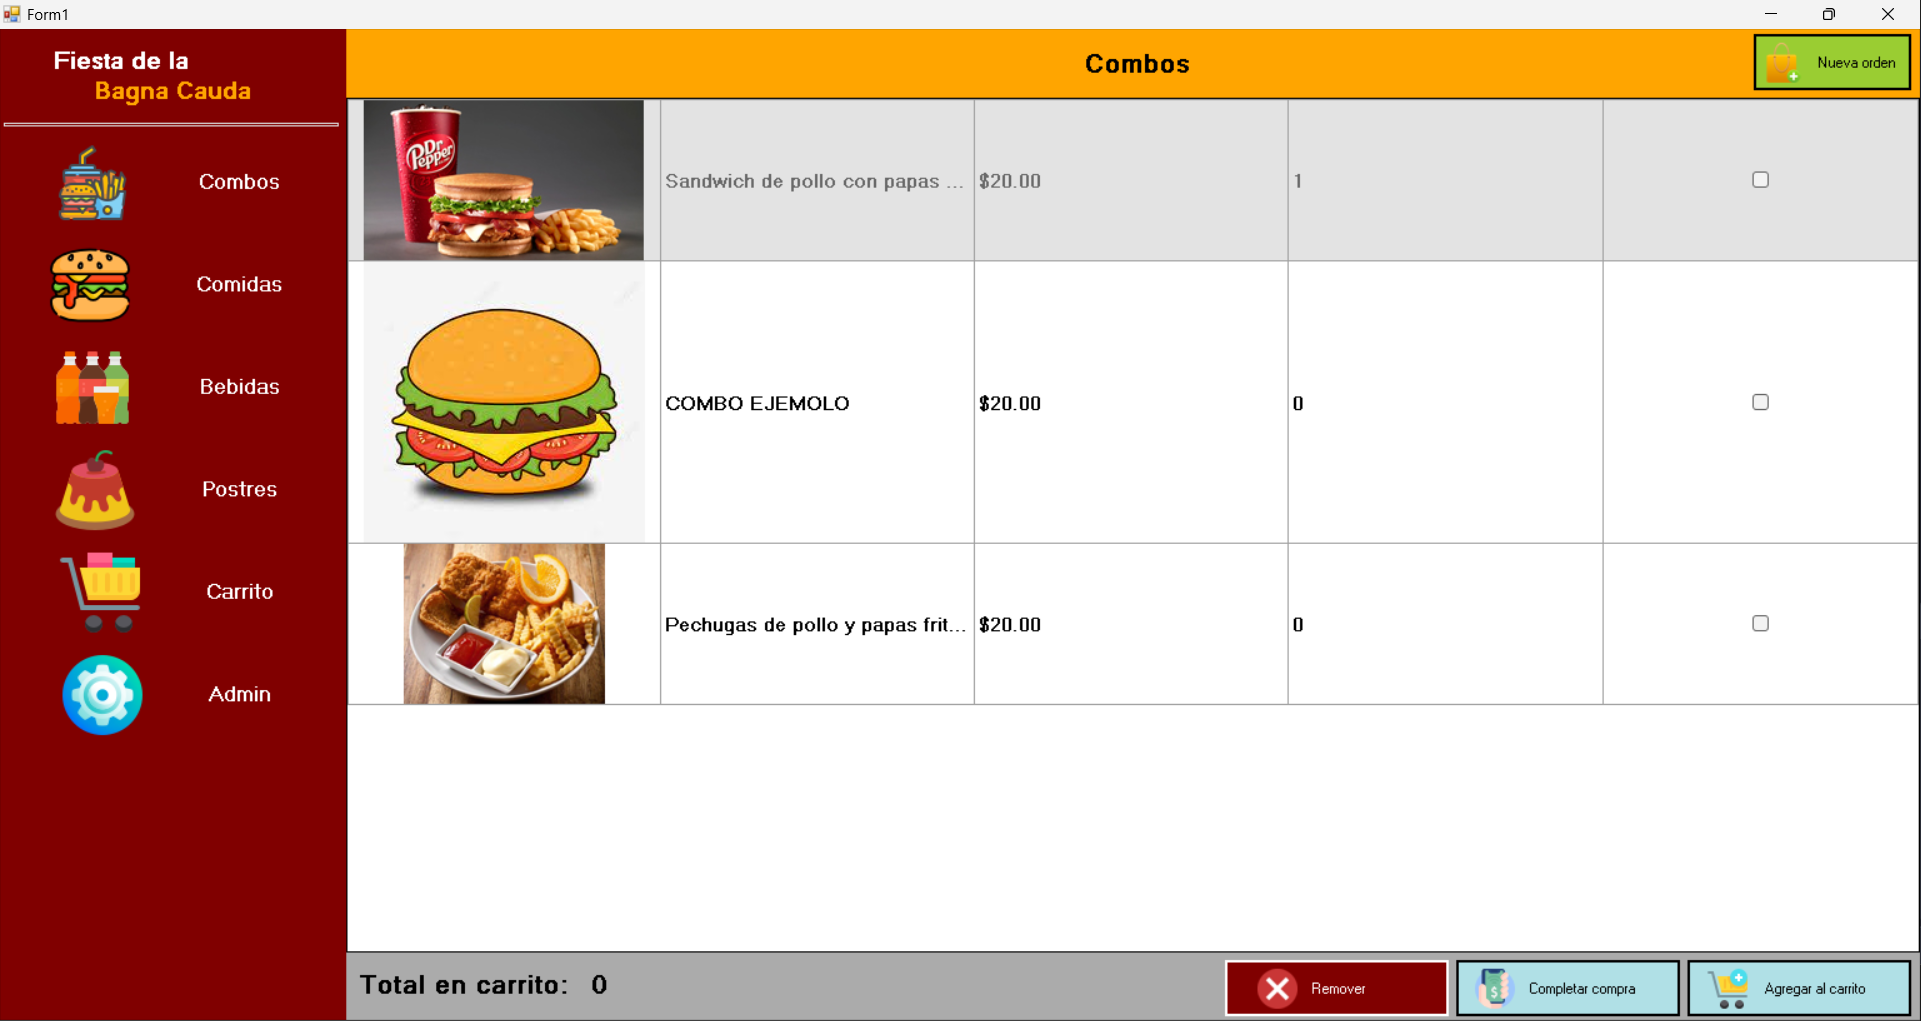 Form1
Fiesta de la
Bagna Cauda
Combos
Comidas
Bebidas
Postres
Carrito
Admin
Combos
Nueva orden
Dr Pepper
Sandwich de pollo con papas ... $20.00 1
COMBO EJEMOLO $20.00 0
Pechugas de pollo y papas frit... $20.00 0
Total en carrito: 0
Remover
Completar compra
Agregar al carrito